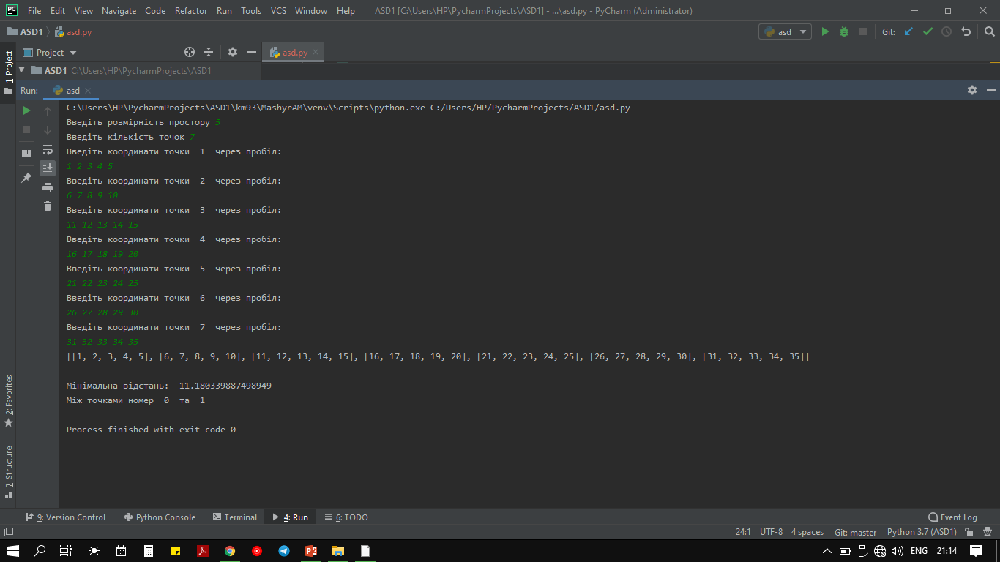 PC File Edit View Navigate Code Refactor Run Tools VCS Window Help ASD1 [C:\Users\HP\PycharmProjects\ASD1] - ...\asd.py - PyCharm (Administrator)
ASD1 asd.py asd Git:
1: Project
Project asd.py
ASD1 C:\Users\HP\PycharmProjects\ASD1
Run: asd
C:\Users\HP\PycharmProjects\ASD1\km93\MashyrAM\venv\Scripts\python.exe C:/Users/HP/PycharmProjects/ASD1/asd.py
Введіть розмірність простору 5
Введіть кількість точок 7
Введіть координати точки  1  через пробіл:
1 2 3 4 5
Введіть координати точки  2  через пробіл:
6 7 8 9 10
Введіть координати точки  3  через пробіл:
11 12 13 14 15
Введіть координати точки  4  через пробіл:
16 17 18 19 20
Введіть координати точки  5  через пробіл:
21 22 23 24 25
Введіть координати точки  6  через пробіл:
26 27 28 29 30
Введіть координати точки  7  через пробіл:
31 32 33 34 35
[[1, 2, 3, 4, 5], [6, 7, 8, 9, 10], [11, 12, 13, 14, 15], [16, 17, 18, 19, 20], [21, 22, 23, 24, 25], [26, 27, 28, 29, 30], [31, 32, 33, 34, 35]]
Мінімальна відстань:  11.180339887498949
Між точками номер  0  та  1
Process finished with exit code 0
2: Favorites
7: Structure
9: Version Control Python Console Terminal 4: Run 6: TODO Event Log
24:1 UTF-8 4 spaces Git: master Python 3.7 (ASD1)
ENG 21:14